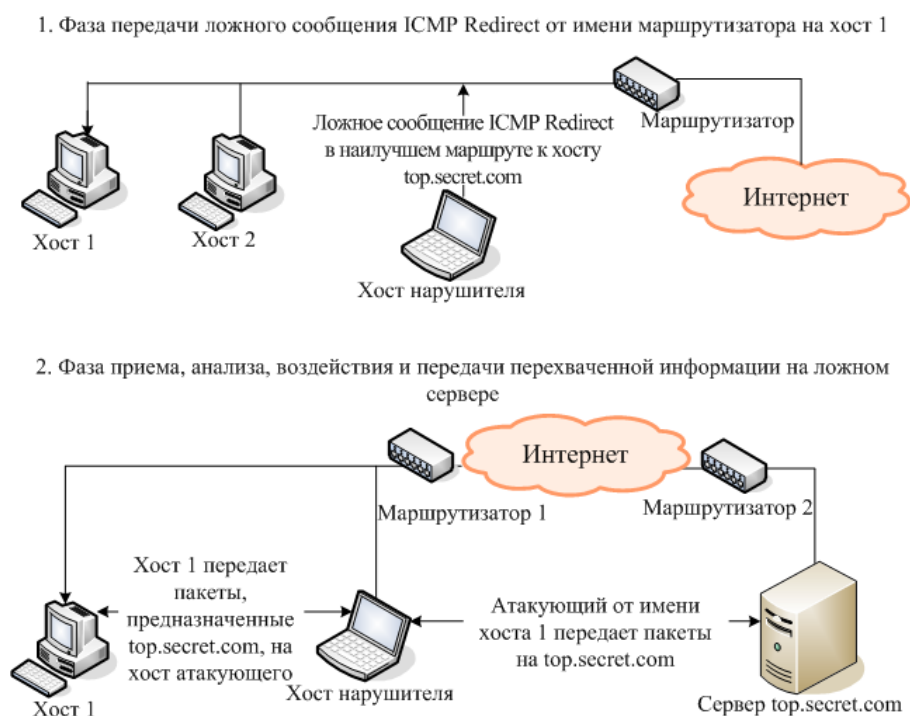 1. Фаза передачи ложного сообщения ICMP Redirect от имени маршрутизатора на хост 1
Ложное сообщение ICMP Redirect
в наилучшем маршруте к хосту
top.secret.com
Маршрутизатор
Интернет
Хост 1
Хост 2
Хост нарушителя
2. Фаза приема, анализа, воздействия и передачи перехваченной информации на ложном
сервере
Интернет
Маршрутизатор 1
Маршрутизатор 2
Хост 1 передает
пакеты,
предназначенные
top.secret.com, на
хост атакующего
Атакующий от имени
хоста 1 передает пакеты
на top.secret.com
Хост 1
Хост нарушителя
Сервер top.secret.com